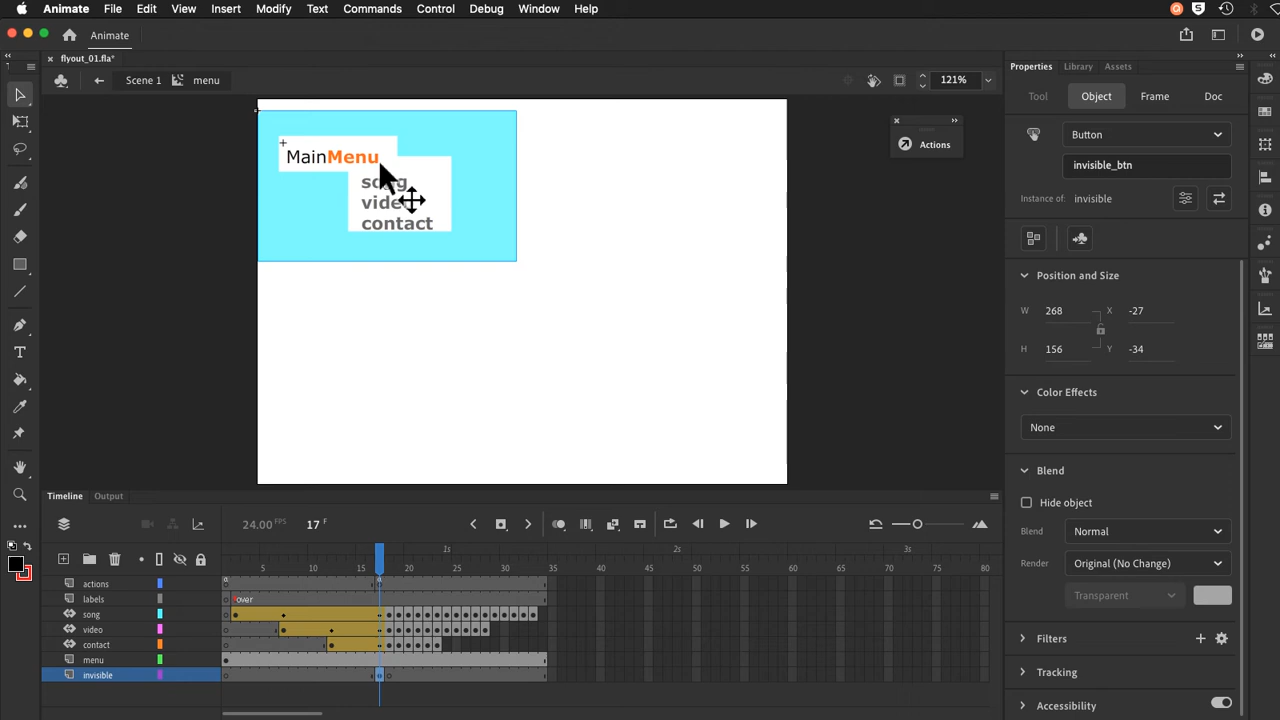 Animate File Edit View Insert Modify Text Commands Control Debug Window Help
Animate
flyout_01.fla*
Properties Library Assets
Scene 1 menu 121%
Tool Object Frame Doc
Button
Actions
invisible_btn
MainMenu
Instance of: invisible
song
video
contact
Position and Size
W 268 X -27
H 156 Y -34
Color Effects
None
Blend
Hide object
Blend Normal
Render Original (No Change)
Transparent
Filters
Tracking
Accessibility
Timeline Output
24.00 FPS 17 F
1s 2s 3s
5 10 15 20 25 30 35 40 45 50 55 60 65 70 75 80
actions
labels over
song
video
contact
menu
invisible